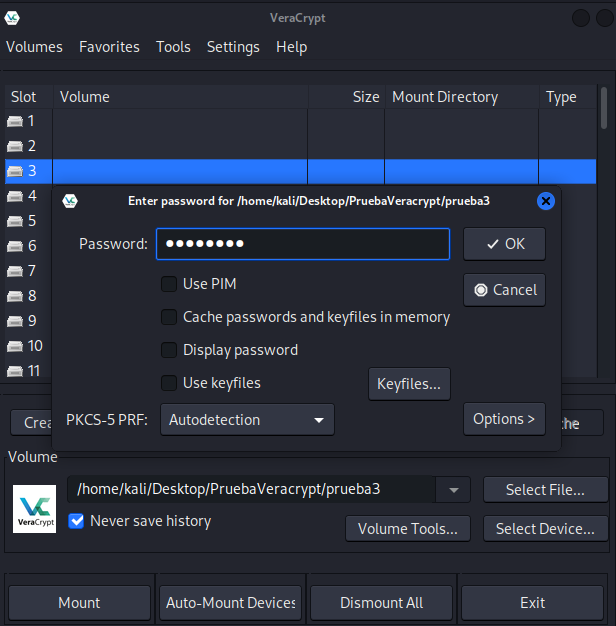 VeraCrypt
Volumes Favorites Tools Settings Help
Slot Volume Size Mount Directory Type
1
2
3
4
5
6
7
8
9
10
11
Enter password for /home/kali/Desktop/PruebaVeracrypt/prueba3
Password: ●●●●●●●● OK
Use PIM
Cancel
Cache passwords and keyfiles in memory
Display password
Use keyfiles Keyfiles...
PKCS-5 PRF: Autodetection Options >
Crea che
Volume
/home/kali/Desktop/PruebaVeracrypt/prueba3 Select File...
VeraCrypt
Never save history
Volume Tools... Select Device...
Mount Auto-Mount Devices Dismount All Exit